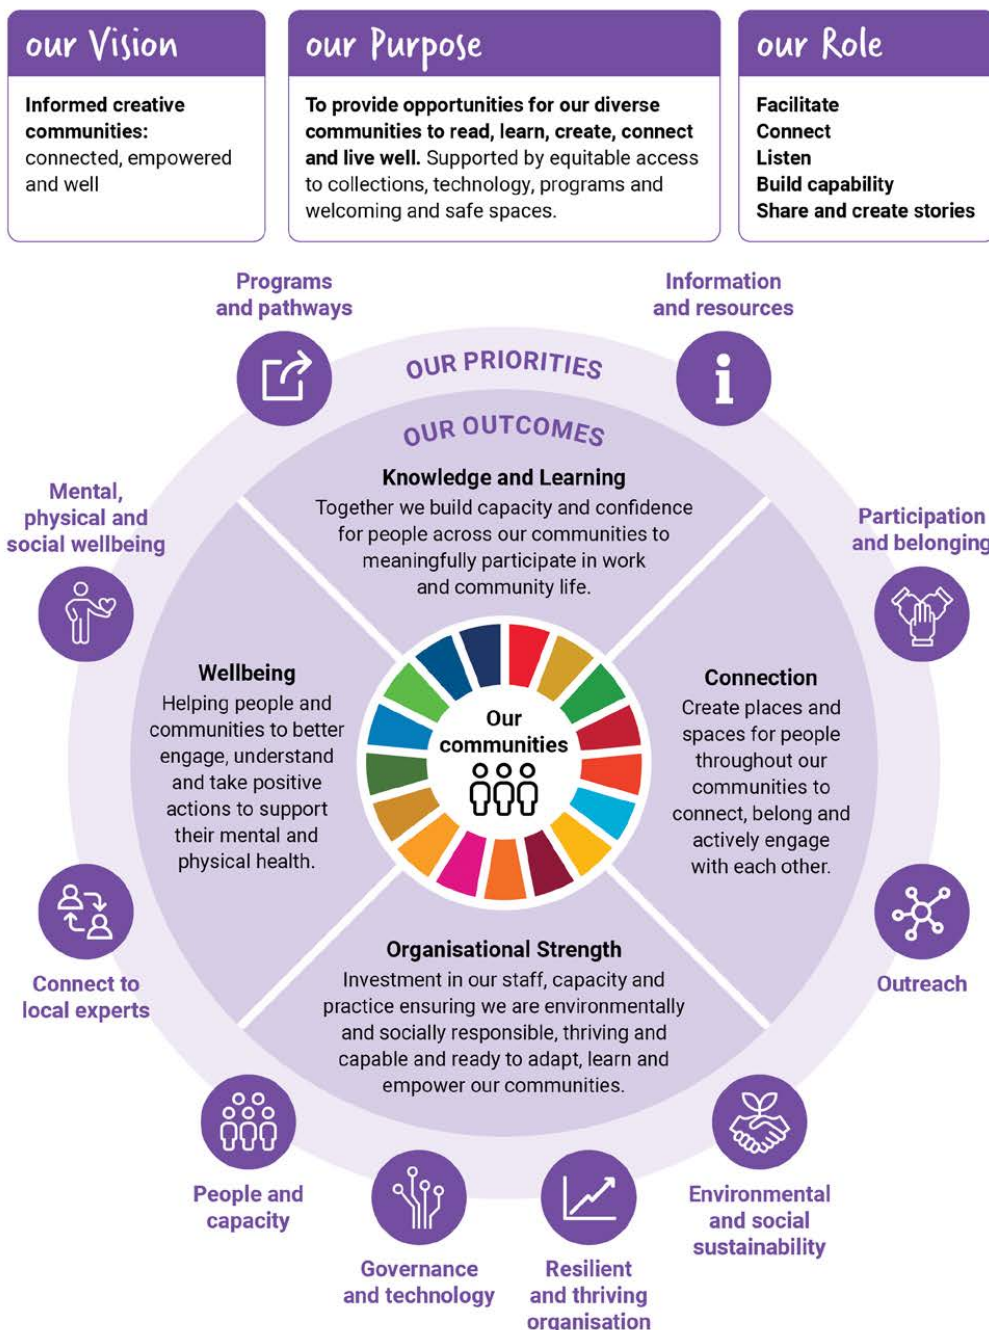 our Vision
Informed creative
communities:
connected, empowered
and well
our Purpose
To provide opportunities for our diverse
communities to read, learn, create, connect
and live well. Supported by equitable access
to collections, technology, programs and
welcoming and safe spaces.
our Role
Facilitate
Connect
Listen
Build capability
Share and create stories
Programs
and pathways
Information
and resources
OUR PRIORITIES
OUR OUTCOMES
Knowledge and Learning
Together we build capacity and confidence
for people across our communities to
meaningfully participate in work
and community life.
Mental,
physical and
social wellbeing
Participation
and belonging
Wellbeing
Helping people and
communities to better
engage, understand
and take positive
actions to support
their mental and
physical health.
Our
communities
Connection
Create places and
spaces for people
throughout our
communities to
connect, belong and
actively engage
with each other.
Organisational Strength
Investment in our staff, capacity and
practice ensuring we are environmentally
and socially responsible, thriving and
capable and ready to adapt, learn and
empower our communities.
Connect to
local experts
Outreach
People and
capacity
Governance
and technology
Resilient
and thriving
organisation
Environmental
and social
sustainability